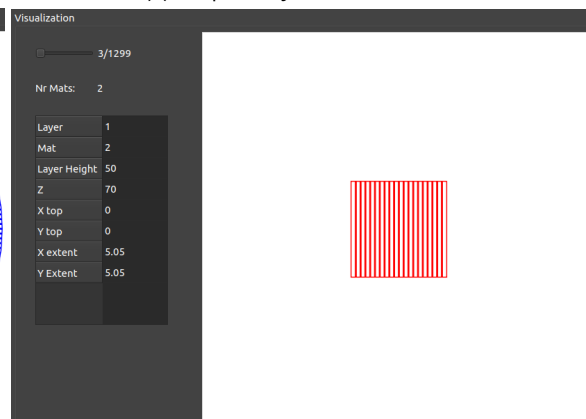 Visualization
3/1299
Nr Mats: 2
Layer 1
Mat 2
Layer Height 50
Z 70
X top 0
Y top 0
X extent 5.05
Y Extent 5.05